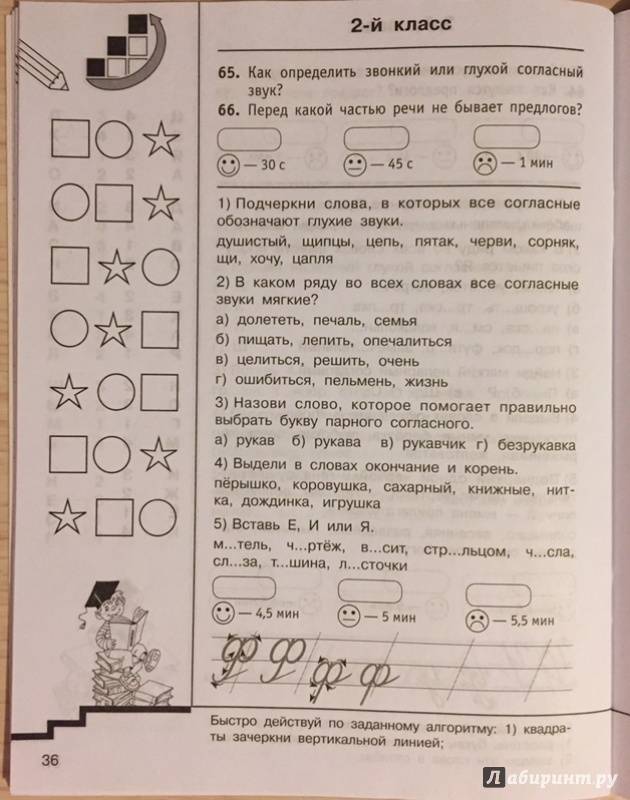 2-й класс
65. Как определить звонкий или глухой согласный
звук?
66. Перед какой частью речи не бывает предлогов?
— 30 с — 45 с — 1 мин
1) Подчеркни слова, в которых все согласные
обозначают глухие звуки.
душистый, щипцы, цепь, пятак, черви, сорняк,
щи, хочу, цапля
2) В каком ряду во всех словах все согласные
звуки мягкие?
а) долететь, печаль, семья
б) пищать, лепить, опечалиться
в) целиться, решить, очень
г) ошибиться, пельмень, жизнь
3) Назови слово, которое помогает правильно
выбрать букву парного согласного.
а) рукав б) рукава в) рукавчик г) безрукавка
4) Выдели в словах окончание и корень.
пёрышко, коровушка, сахарный, книжные, нит-
ка, дождинка, игрушка
5) Вставь Е, И или Я.
м...тель, ч...ртёж, в...сит, стр...льцом, ч...сла,
сл...за, т...шина, л...сточки
— 4,5 мин — 5 мин — 5,5 мин
Ф Ф ф ф
Быстро действуй по заданному алгоритму: 1) квадра-
ты зачеркни вертикальной линией;
36
Лабиринт.ру